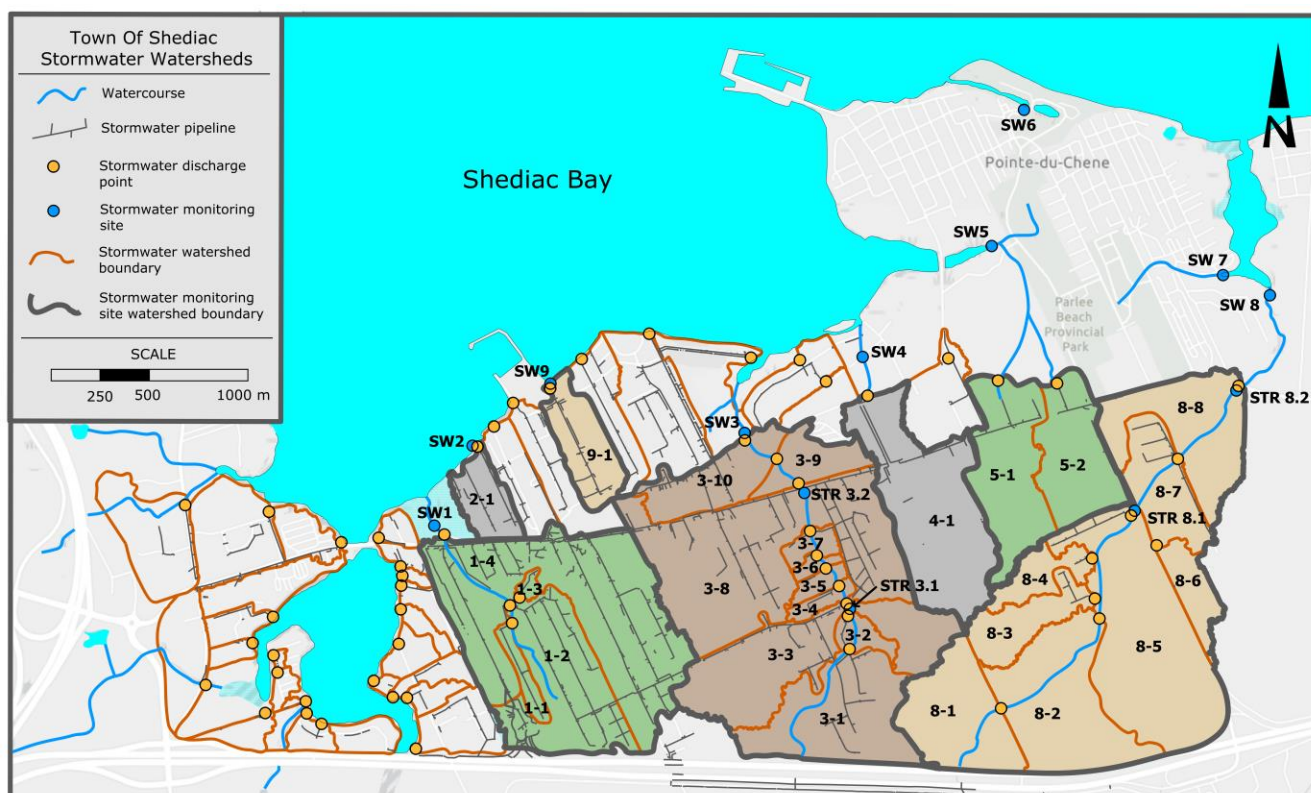 Town Of Shediac
Stormwater Watersheds
Watercourse
Stormwater pipeline
Stormwater discharge
point
Stormwater monitoring
site
Stormwater watershed
boundary
Stormwater monitoring
site watershed boundary
SCALE
250 500 1000 m
N
SW6
Pointe-du-Chene
Shediac Bay
SW5
SW 7
SW 8
Parlee
Beach
Provincial
Park
SW4
SW9
STR 8.2
8-8
SW3
SW2
9-1
3-9
5-1
5-2
3-10
2-1
8-7
STR 3.2
SW1
STR 8.1
4-1
3-7
1-4
3-6
8-4
8-6
3-8
3-5
STR 3.1
1-3
3-4
3-2
8-3
8-5
3-3
1-2
1-1
8-1
8-2
3-1